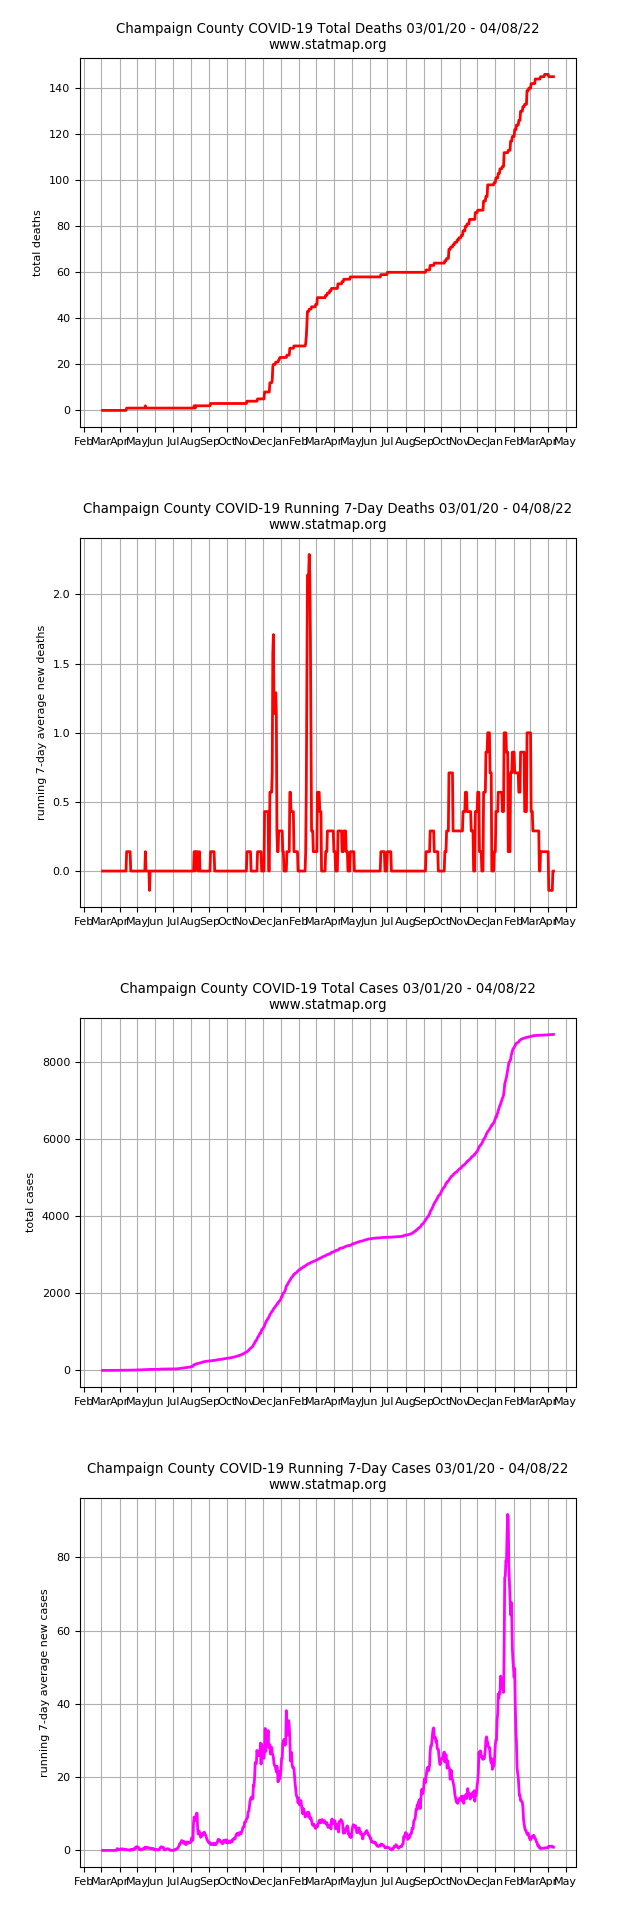 Champaign County COVID-19 Total Deaths 03/01/20 - 04/08/22
www.statmap.org
140
120
100
80
60
40
20
0
total deaths
Feb Mar Apr May Jun Jul Aug Sep Oct Nov Dec Jan Feb Mar Apr May Jun Jul Aug Sep Oct Nov Dec Jan Feb Mar Apr May
Champaign County COVID-19 Running 7-Day Deaths 03/01/20 - 04/08/22
www.statmap.org
2.0
1.5
1.0
0.5
0.0
running 7-day average new deaths
Feb Mar Apr May Jun Jul Aug Sep Oct Nov Dec Jan Feb Mar Apr May Jun Jul Aug Sep Oct Nov Dec Jan Feb Mar Apr May
Champaign County COVID-19 Total Cases 03/01/20 - 04/08/22
www.statmap.org
8000
6000
4000
2000
0
total cases
Feb Mar Apr May Jun Jul Aug Sep Oct Nov Dec Jan Feb Mar Apr May Jun Jul Aug Sep Oct Nov Dec Jan Feb Mar Apr May
Champaign County COVID-19 Running 7-Day Cases 03/01/20 - 04/08/22
www.statmap.org
80
60
40
20
0
running 7-day average new cases
Feb Mar Apr May Jun Jul Aug Sep Oct Nov Dec Jan Feb Mar Apr May Jun Jul Aug Sep Oct Nov Dec Jan Feb Mar Apr May